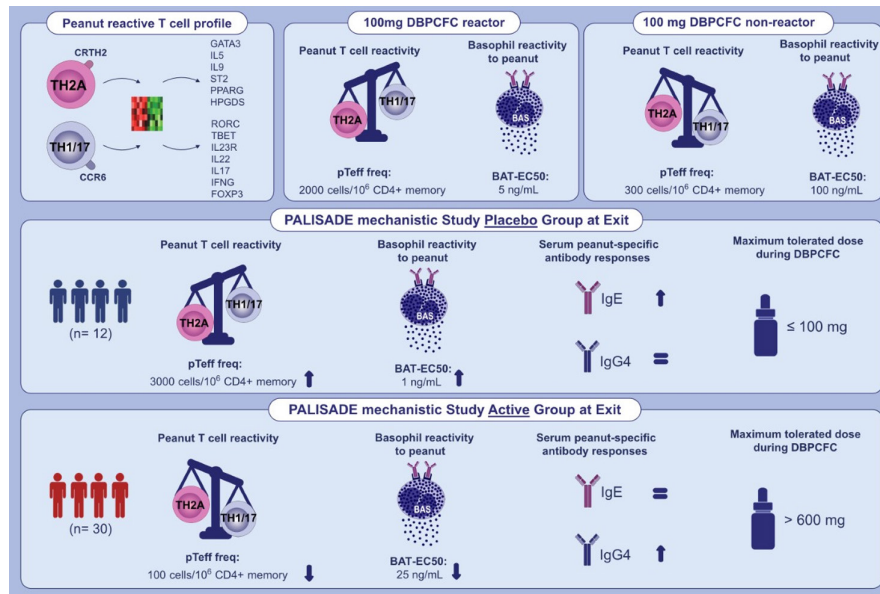 Peanut reactive T cell profile
CRTH2
TH2A
TH1/17
CCR6
GATA3
IL5
IL9
ST2
PPARG
HPGDS
RORC
TBET
IL23R
IL22
IL17
IFNG
FOXP3
100mg DBPCFC reactor
Peanut T cell reactivity
TH2A
TH1/17
pTeff freq:
2000 cells/10⁶ CD4+ memory
Basophil reactivity
to peanut
BAS
BAT-EC50:
5 ng/mL
100 mg DBPCFC non-reactor
Peanut T cell reactivity
TH2A
TH1/17
pTeff freq:
300 cells/10⁶ CD4+ memory
Basophil reactivity
to peanut
BAS
BAT-EC50:
100 ng/mL
PALISADE mechanistic Study Placebo Group at Exit
(n= 12)
Peanut T cell reactivity
TH2A
TH1/17
pTeff freq:
3000 cells/10⁶ CD4+ memory
Basophil reactivity
to peanut
BAS
BAT-EC50:
1 ng/mL
Serum peanut-specific
antibody responses
IgE
IgG4
=
Maximum tolerated dose
during DBPCFC
≤ 100 mg
PALISADE mechanistic Study Active Group at Exit
(n= 30)
Peanut T cell reactivity
TH2A
TH1/17
pTeff freq:
100 cells/10⁶ CD4+ memory
Basophil reactivity
to peanut
BAS
BAT-EC50:
25 ng/mL
Serum peanut-specific
antibody responses
IgE
=
IgG4
Maximum tolerated dose
during DBPCFC
> 600 mg